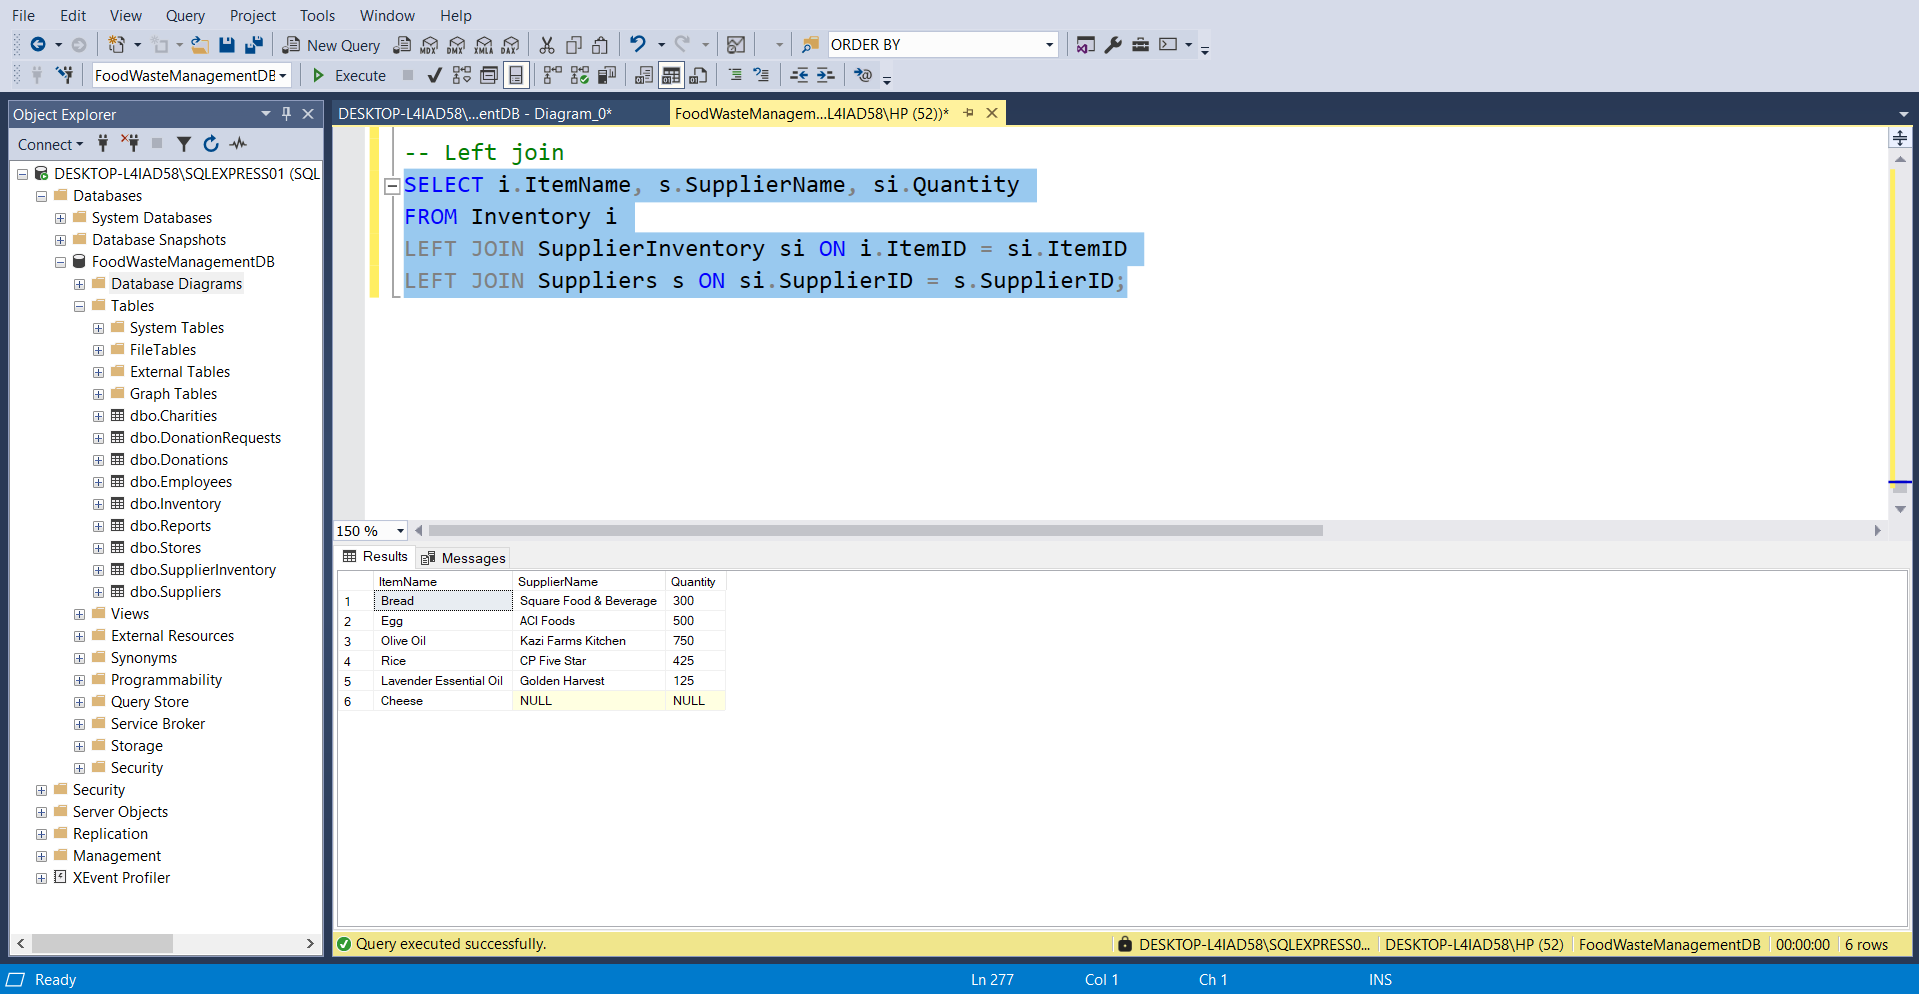 File Edit View Query Project Tools Window Help
New Query MDX DMX XMLA DAX ORDER BY
FoodWasteManagementDB Execute
Object Explorer
Connect
DESKTOP-L4IAD58\SQLEXPRESS01 (SQL
Databases
System Databases
Database Snapshots
FoodWasteManagementDB
Database Diagrams
Tables
System Tables
FileTables
External Tables
Graph Tables
dbo.Charities
dbo.DonationRequests
dbo.Donations
dbo.Employees
dbo.Inventory
dbo.Reports
dbo.Stores
dbo.SupplierInventory
dbo.Suppliers
Views
External Resources
Synonyms
Programmability
Query Store
Service Broker
Storage
Security
Security
Server Objects
Replication
Management
XEvent Profiler
DESKTOP-L4IAD58\...entDB - Diagram_0* FoodWasteManagem...L4IAD58\HP (52))*
-- Left join
SELECT i.ItemName, s.SupplierName, si.Quantity
FROM Inventory i
LEFT JOIN SupplierInventory si ON i.ItemID = si.ItemID
LEFT JOIN Suppliers s ON si.SupplierID = s.SupplierID;
150 %
Results Messages
ItemName SupplierName Quantity
1 Bread Square Food & Beverage 300
2 Egg ACI Foods 500
3 Olive Oil Kazi Farms Kitchen 750
4 Rice CP Five Star 425
5 Lavender Essential Oil Golden Harvest 125
6 Cheese NULL NULL
Query executed successfully. DESKTOP-L4IAD58\SQLEXPRESS0... DESKTOP-L4IAD58\HP (52) FoodWasteManagementDB 00:00:00 6 rows
Ready Ln 277 Col 1 Ch 1 INS